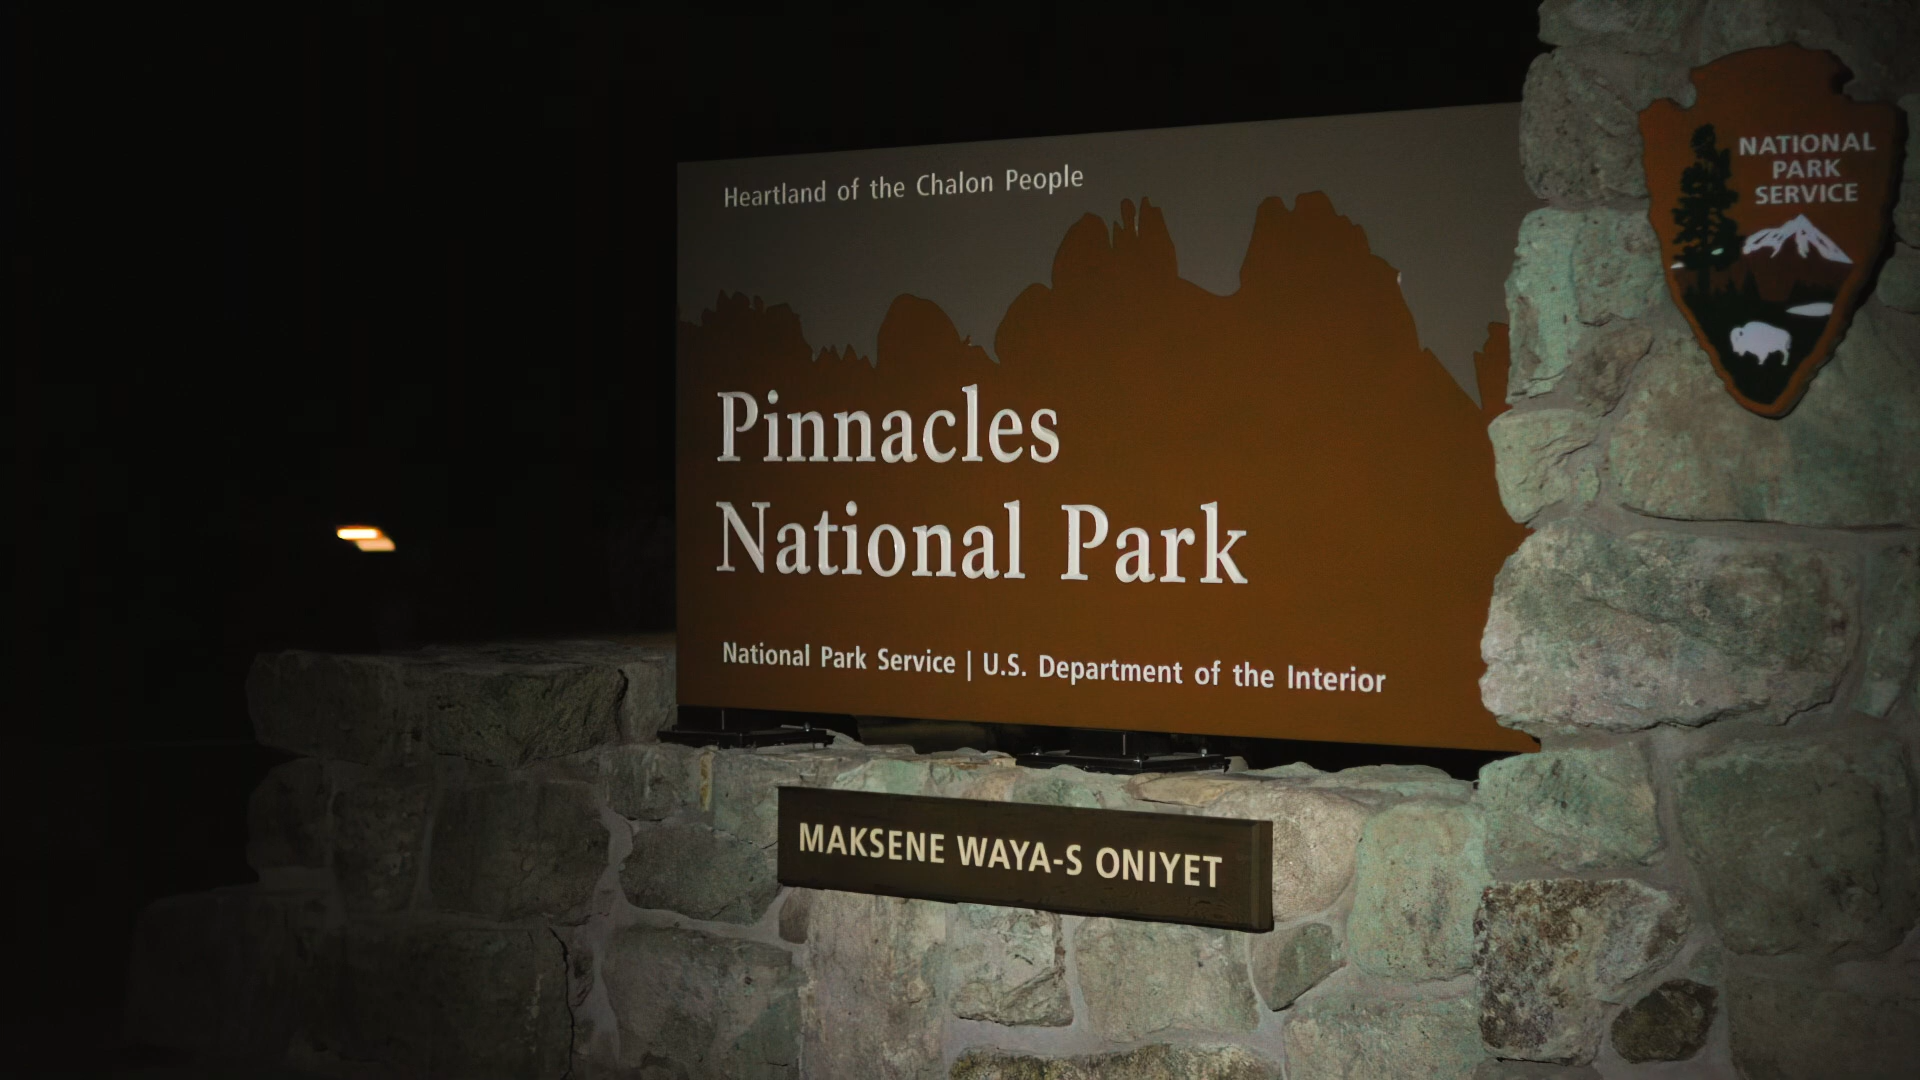 Heartland of the Chalon People
Pinnacles
National Park
National Park Service | U.S. Department of the Interior
MAKSENE WAYA-S ONIYET
NATIONAL
PARK
SERVICE